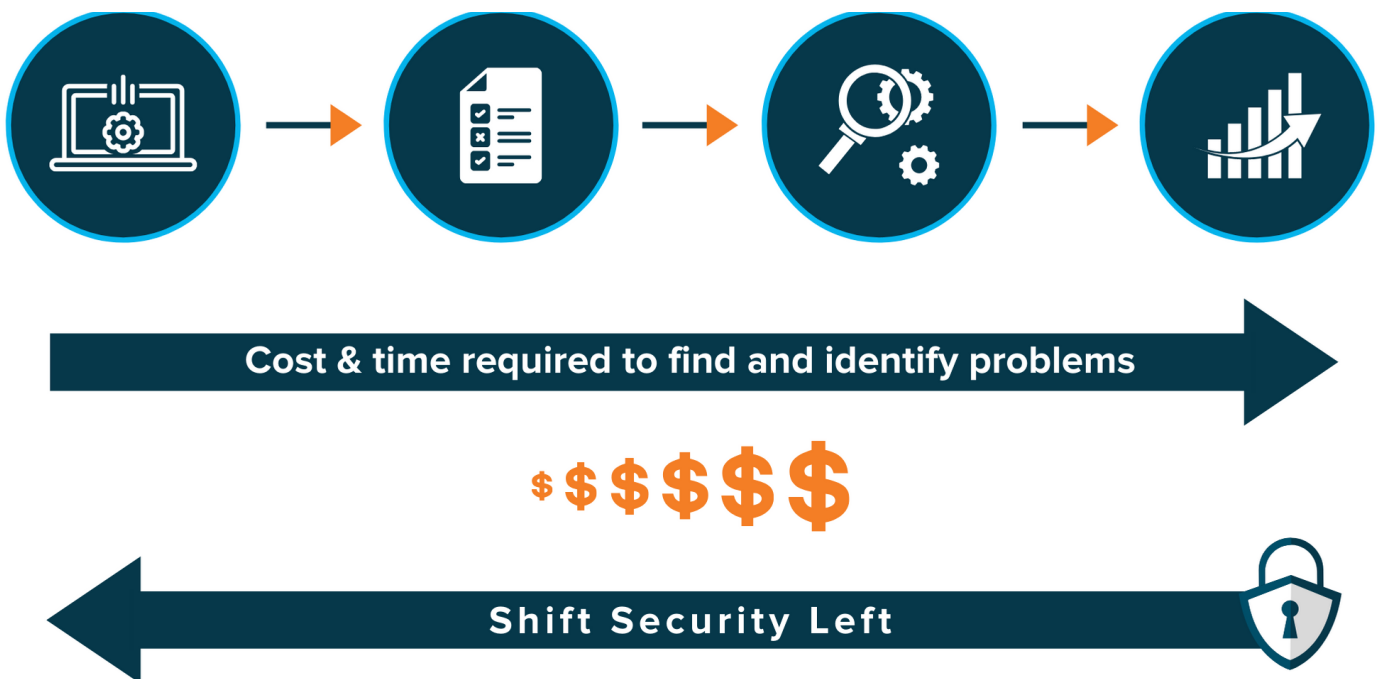 Cost & time required to find and identify problems
$ $ $ $ $ $
Shift Security Left